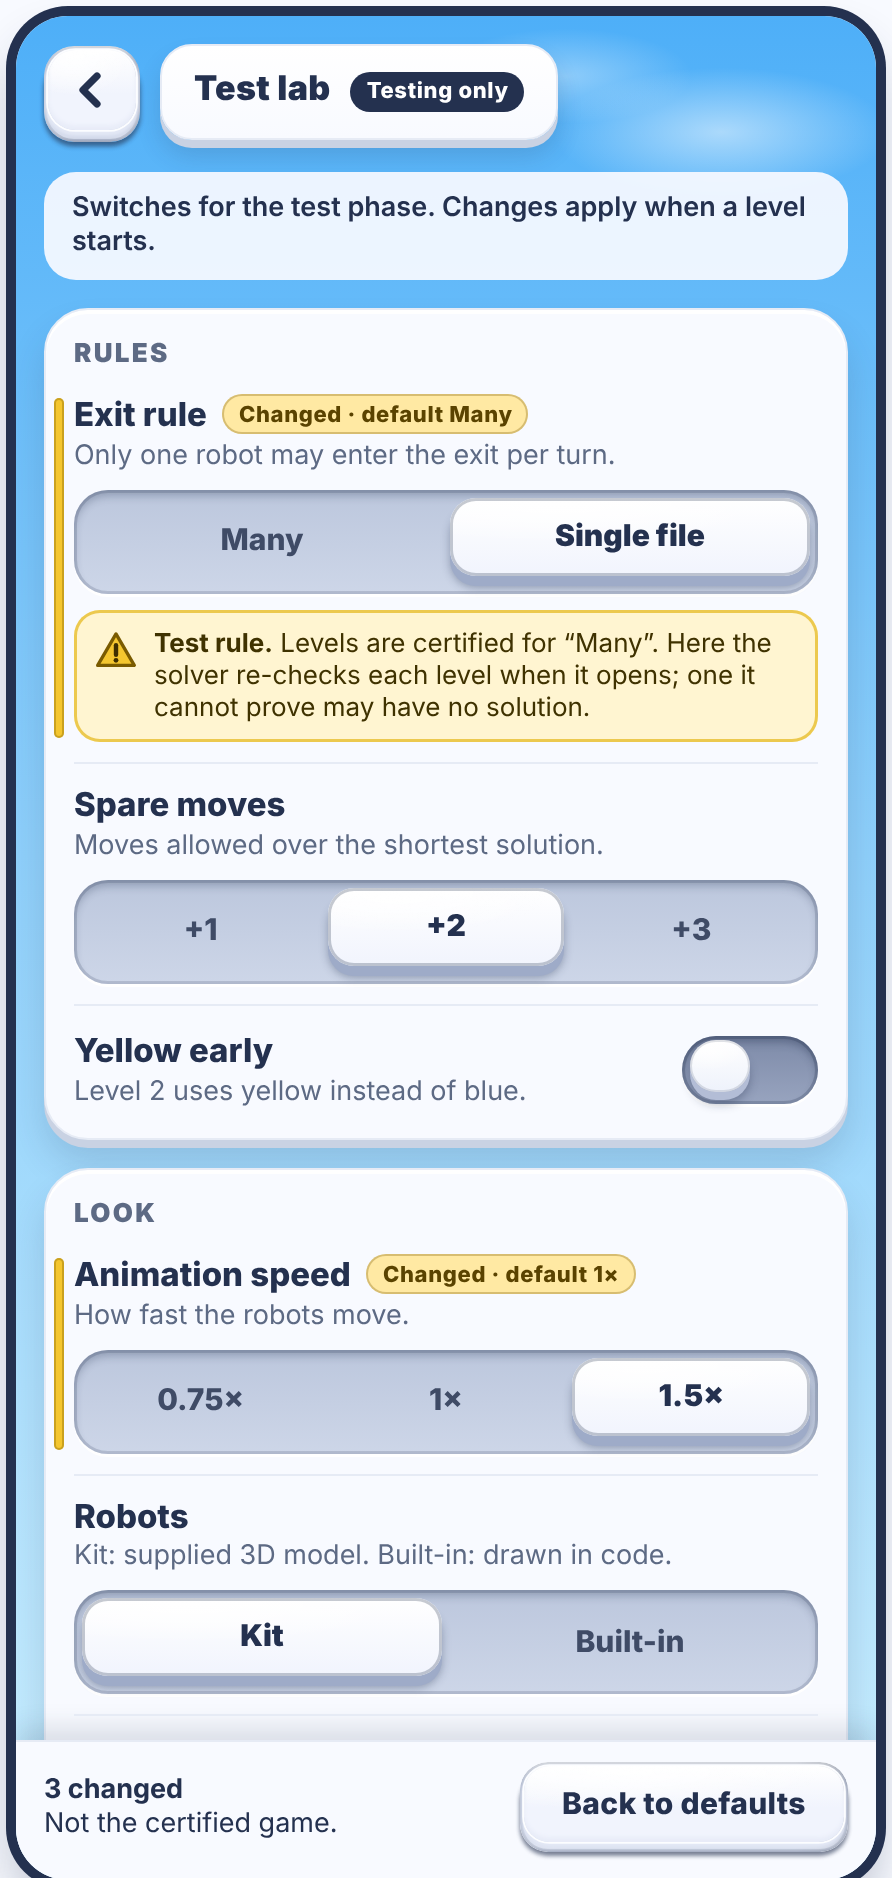 Test lab Testing only
Switches for the test phase. Changes apply when a level
starts.
RULES
Exit rule Changed · default Many
Only one robot may enter the exit per turn.
Many Single file
Test rule. Levels are certified for “Many”. Here the
solver re-checks each level when it opens; one it
cannot prove may have no solution.
Spare moves
Moves allowed over the shortest solution.
+1 +2 +3
Yellow early
Level 2 uses yellow instead of blue.
LOOK
Animation speed Changed · default 1×
How fast the robots move.
0.75× 1× 1.5×
Robots
Kit: supplied 3D model. Built-in: drawn in code.
Kit Built-in
3 changed
Not the certified game.
Back to defaults